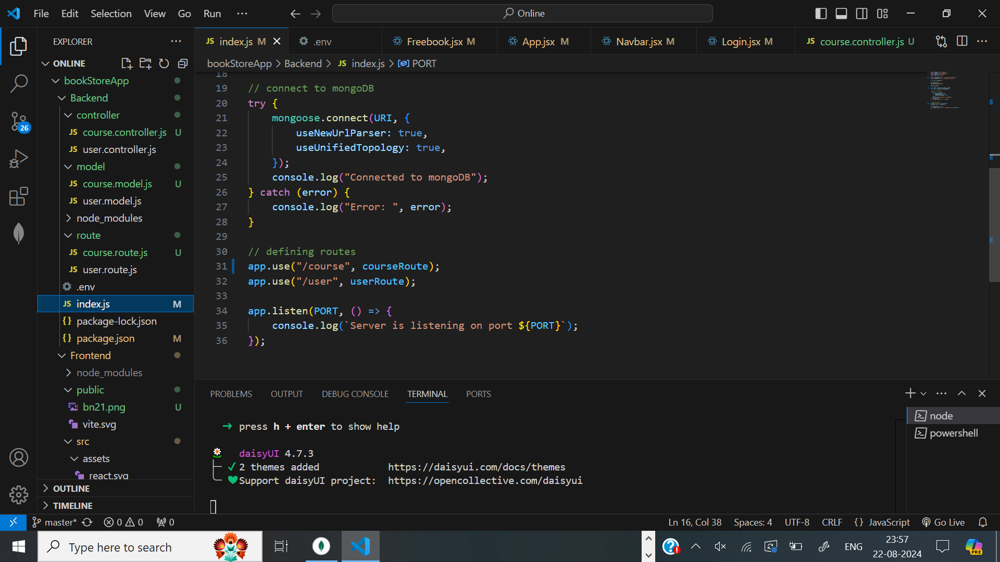 File Edit Selection View Go Run ···
Online
EXPLORER
index.js M
.env
Freebook.jsx M
App.jsx M
Navbar.jsx M
Login.jsx M
course.controller.js U
ONLINE
bookStoreApp > Backend > JS index.js > PORT
bookStoreApp
Backend
controller
course.controller.js U
user.controller.js
model
course.model.js U
user.model.js
node_modules
route
course.route.js U
user.route.js
.env
index.js M
package-lock.json
package.json M
Frontend
node_modules
public
bn21.png U
vite.svg
src
assets
react.svg
OUTLINE
TIMELINE
26
18
19 // connect to mongoDB
20 try {
21 mongoose.connect(URI, {
22 useNewUrlParser: true,
23 useUnifiedTopology: true,
24 });
25 console.log("Connected to mongoDB");
26 } catch (error) {
27 console.log("Error: ", error);
28 }
29
30 // defining routes
31 app.use("/course", courseRoute);
32 app.use("/user", userRoute);
33
34 app.listen(PORT, () => {
35 console.log(`Server is listening on port ${PORT}`);
36 });
PROBLEMS OUTPUT DEBUG CONSOLE TERMINAL PORTS
node
powershell
➜ press h + enter to show help
daisyUI 4.7.3
✓ 2 themes added https://daisyui.com/docs/themes
Support daisyUI project: https://opencollective.com/daisyui
master* 0 0 0
Ln 16, Col 38 Spaces: 4 UTF-8 CRLF {} JavaScript Go Live
Type here to search
ENG
23:57
22-08-2024
PRE